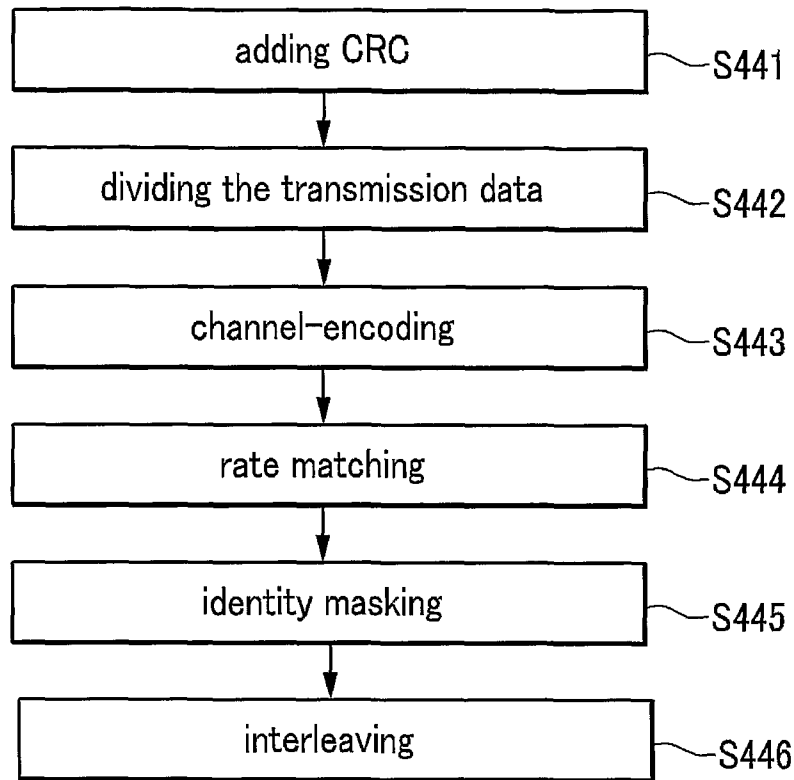 adding CRC
S441
dividing the transmission data
S442
channel-encoding
S443
rate matching
S444
identity masking
S445
interleaving
S446